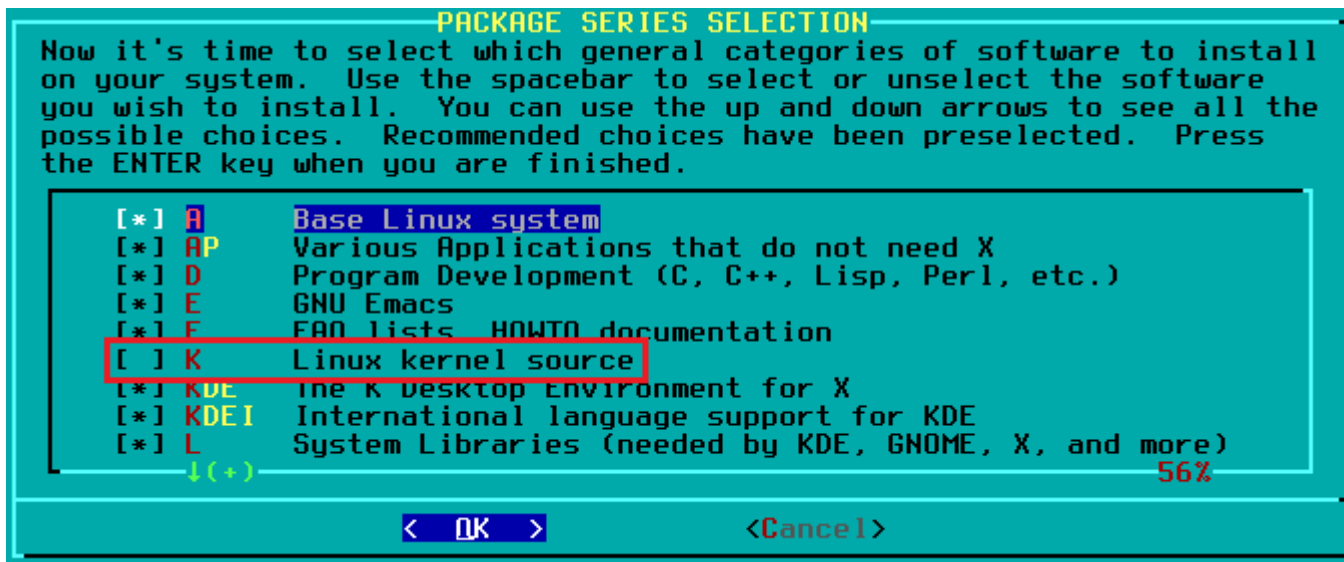 PACKAGE SERIES SELECTION
Now it's time to select which general categories of software to install
on your system.  Use the spacebar to select or unselect the software
you wish to install.  You can use the up and down arrows to see all the
possible choices.  Recommended choices have been preselected.  Press
the ENTER key when you are finished.
[*] A     Base Linux system
[*] AP    Various Applications that do not need X
[*] D     Program Development (C, C++, Lisp, Perl, etc.)
[*] E     GNU Emacs
[*] F     FAQ lists, HOWTO documentation
[ ] K     Linux kernel source
[*] KDE   The K Desktop Environment for X
[*] KDEI  International language support for KDE
[*] L     System Libraries (needed by KDE, GNOME, X, and more)
↓(+) 56%
<  OK  > <Cancel>